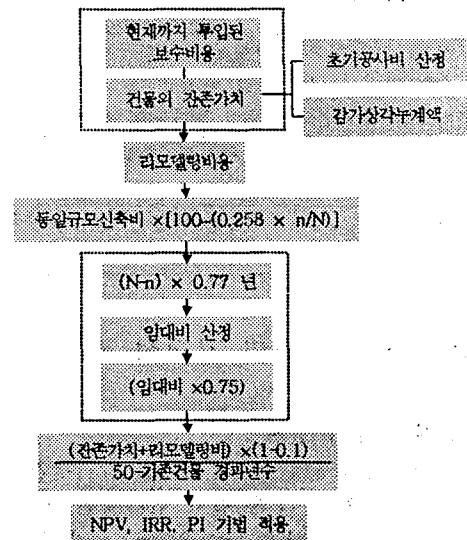 현재까지 투입된
보수비용
건물의 잔존가치
초기공사비 산정
감가상각누계액
리모델링비용
동일규모신축비 ×[100-(0.258 × n/N)]
(N-n) × 0.77 년
임대비 산정
(임대비 ×0.75)
(잔존가치+리모델링비) ×(1-0.1)
50-기존건물 경과년수
NPV, IRR, PI 기법 적용